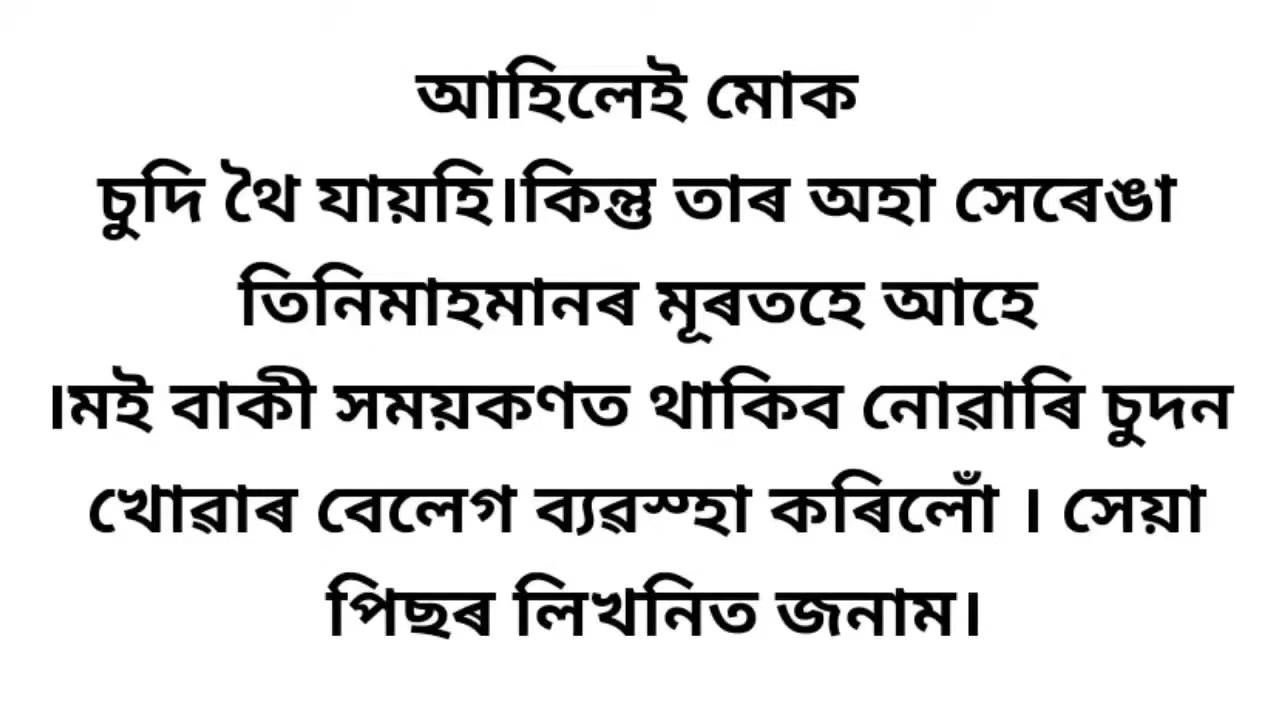 আহিলেই মোক
চুদি থৈ যায়হি।কিন্তু তাৰ অহা সেৰেঙা
তিনিমাহমানৰ মূৰতহে আহে
।মই বাকী সময়কণত থাকিব নোৱাৰি চুদন
খোৱাৰ বেলেগ ব্যৱস্হা কৰিলোঁ । সেয়া
পিছৰ লিখনিত জনাম।